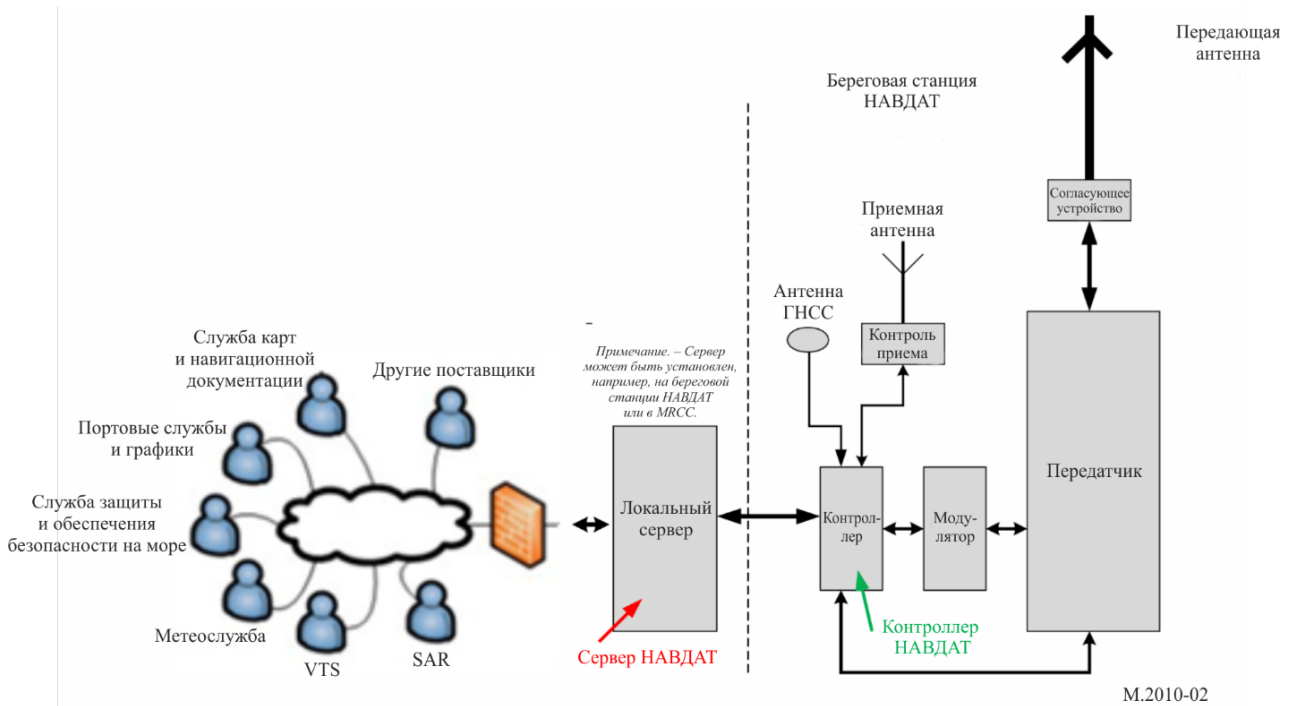 Передающая
антенна
Береговая станция
НАВДАТ
Согласующее
устройство
Приемная
антенна
Антенна
ГНСС
Контроль
приема
Служба карт
и навигационной
документации
Другие поставщики
Примечание. – Сервер
может быть установлен,
например, на береговой
станции НАВДАТ
или в MRCC.
Портовые службы
и графики
Служба защиты
и обеспечения
безопасности на море
Метеослужба
VTS
SAR
Локальный
сервер
Сервер НАВДАТ
Контрол-
лер
Моду-
лятор
Передатчик
Контроллер
НАВДАТ
M.2010-02